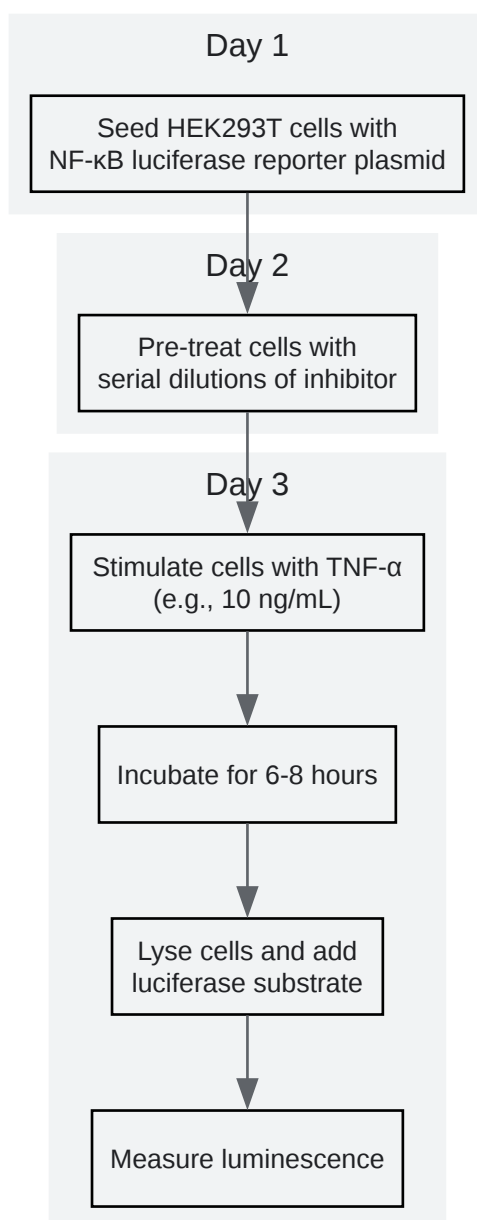 Day 1
Seed HEK293T cells with
NF-κB luciferase reporter plasmid
Day 2
Pre-treat cells with
serial dilutions of inhibitor
Day 3
Stimulate cells with TNF-α
(e.g., 10 ng/mL)
Incubate for 6-8 hours
Lyse cells and add
luciferase substrate
Measure luminescence